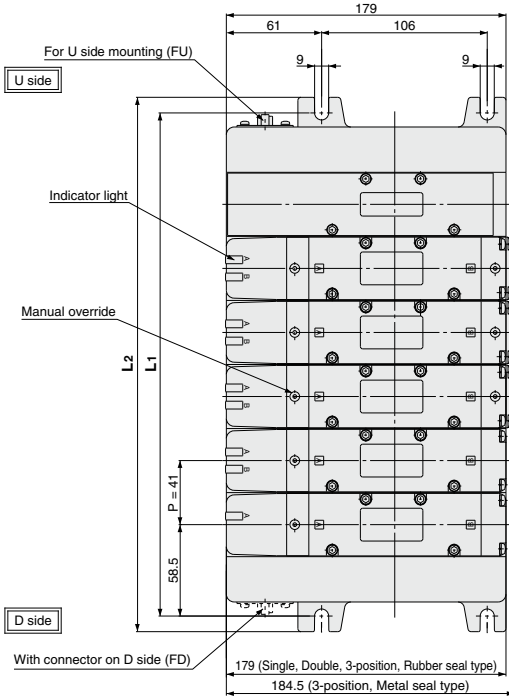 179
61
106
For U side mounting (FU)
9
9
U side
Indicator light
A
B
A
B
Manual override
A
B
A
B
A
B
A
B
L2
L1
A
B
A
B
P = 41
A
B
A
A
B
58.5
D side
With connector on D side (FD)
179 (Single, Double, 3-position, Rubber seal type)
184.5 (3-position, Metal seal type)